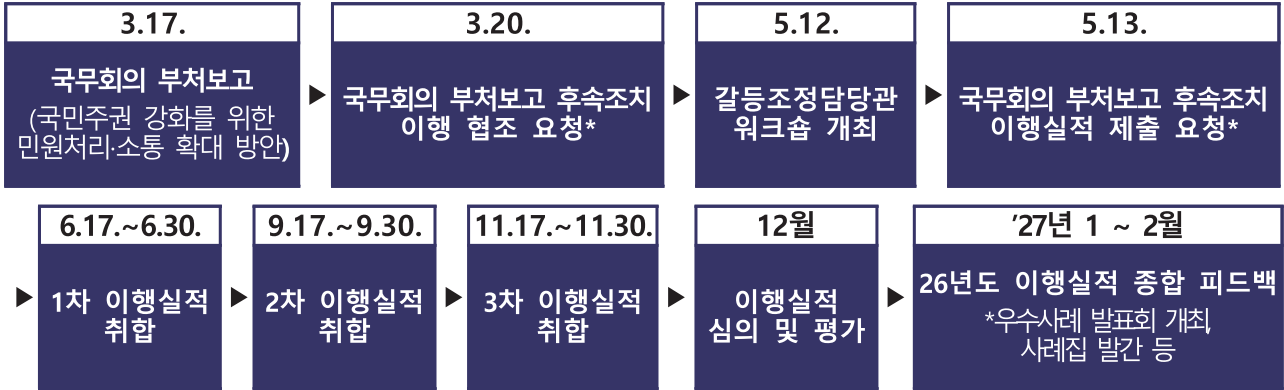 3.17.
국무회의 부처보고
(국민주권 강화를 위한
민원처리·소통 확대 방안)
▶
3.20.
국무회의 부처보고 후속조치
이행 협조 요청*
▶
5.12.
갈등조정담당관
워크숍 개최
▶
5.13.
국무회의 부처보고 후속조치
이행실적 제출 요청*
▶
6.17.~6.30.
1차 이행실적
취합
▶
9.17.~9.30.
2차 이행실적
취합
▶
11.17.~11.30.
3차 이행실적
취합
▶
12월
이행실적
심의 및 평가
▶
’27년 1 ~ 2월
26년도 이행실적 종합 피드백
*우수사례 발표회 개최,
사례집 발간 등